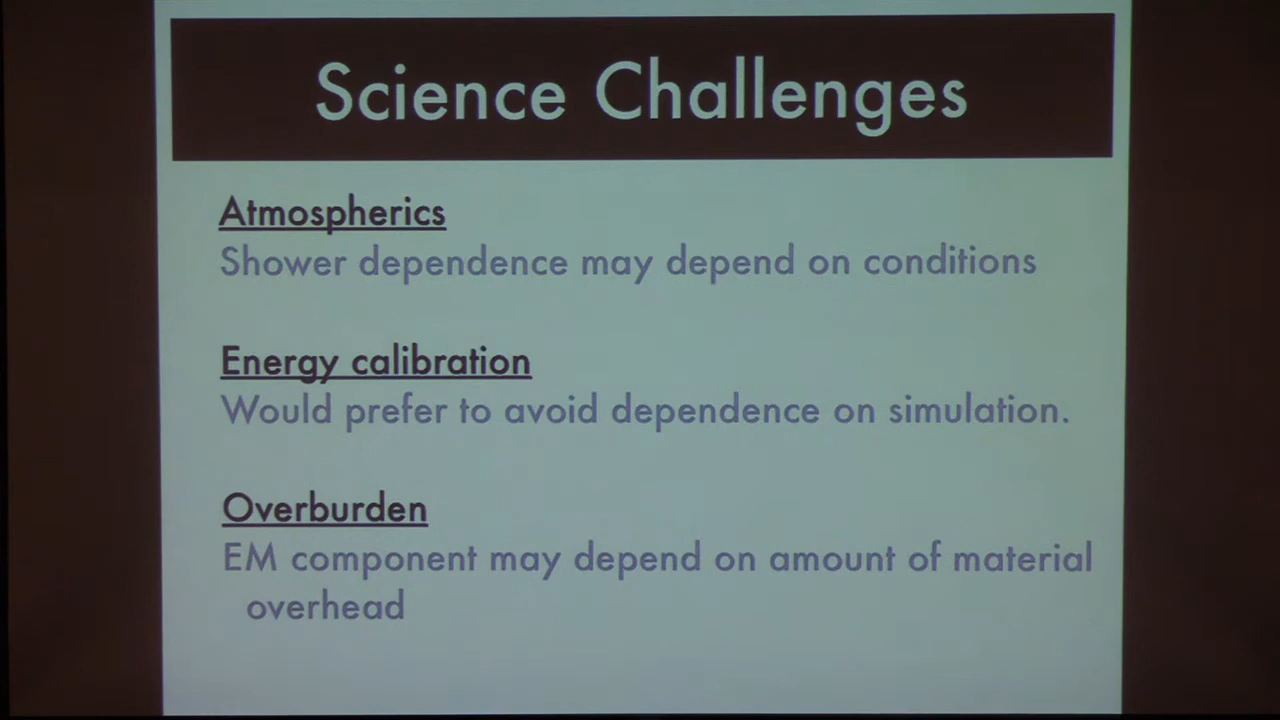 Science Challenges
Atmospherics
Shower dependence may depend on conditions
Energy calibration
Would prefer to avoid dependence on simulation.
Overburden
EM component may depend on amount of material
overhead